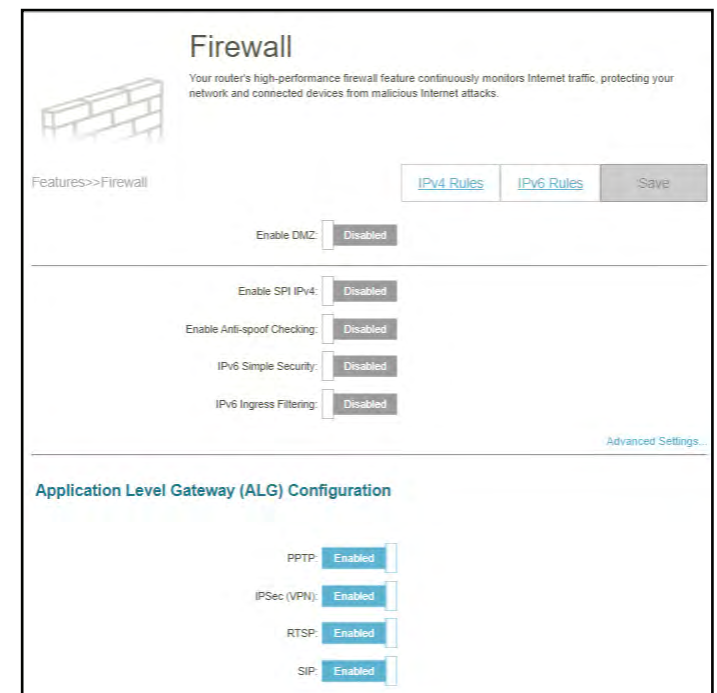 Firewall
Your router's high-performance firewall feature continuously monitors Internet traffic, protecting your
network and connected devices from malicious Internet attacks.
Features>>Firewall
IPv4 Rules
IPv6 Rules
Save
Enable DMZ: Disabled
Enable SPI IPv4: Disabled
Enable Anti-spoof Checking: Disabled
IPv6 Simple Security: Disabled
IPv6 Ingress Filtering: Disabled
Advanced Settings...
Application Level Gateway (ALG) Configuration
PPTP: Enabled
IPSec (VPN): Enabled
RTSP: Enabled
SIP: Enabled